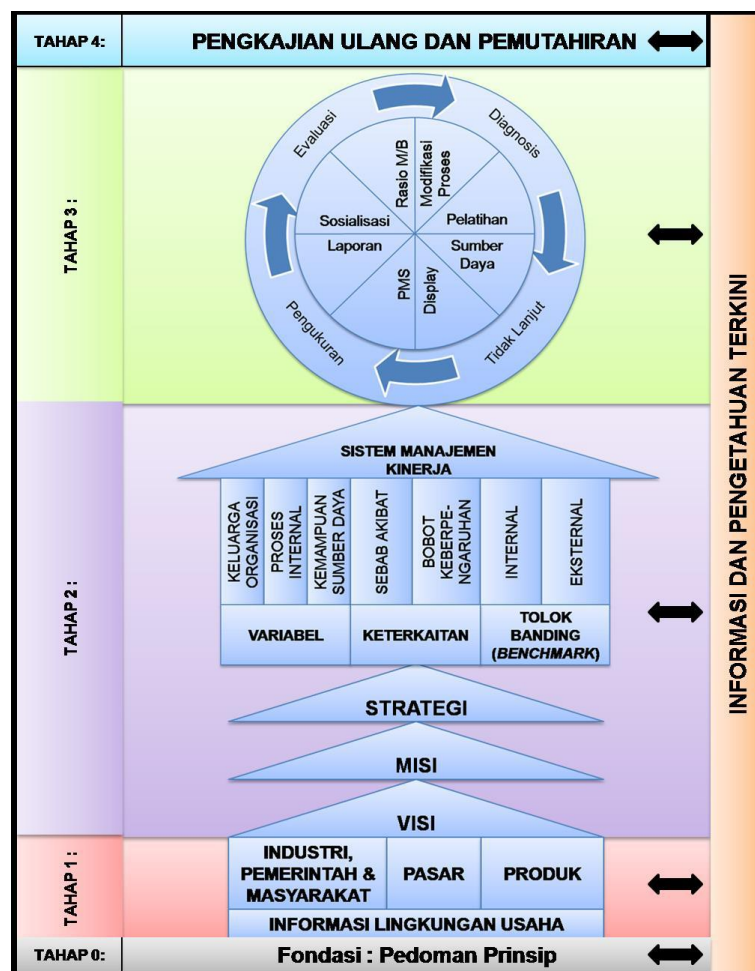 TAHAP 4:
PENGKAJIAN ULANG DAN PEMUTAHIRAN
TAHAP 3 :
Evaluasi
Diagnosis
Rasio M/B
Modifikasi
Proses
Sosialisasi
Pelatihan
Laporan
Sumber
Daya
PMS
Display
Pengukuran
Tidak Lanjut
TAHAP 2 :
SISTEM MANAJEMEN
KINERJA
KELUARGA
ORGANISASI
PROSES
INTERNAL
KEMAMPUAN
SUMBER DAYA
SEBAB AKIBAT
BOBOT
KEBERPE-
NGARUHAN
INTERNAL
EKSTERNAL
VARIABEL
KETERKAITAN
TOLOK
BANDING
(BENCHMARK)
STRATEGI
MISI
VISI
TAHAP 1 :
INDUSTRI,
PEMERINTAH &
MASYARAKAT
PASAR
PRODUK
INFORMASI LINGKUNGAN USAHA
TAHAP 0:
Fondasi : Pedoman Prinsip
INFORMASI DAN PENGETAHUAN TERKINI